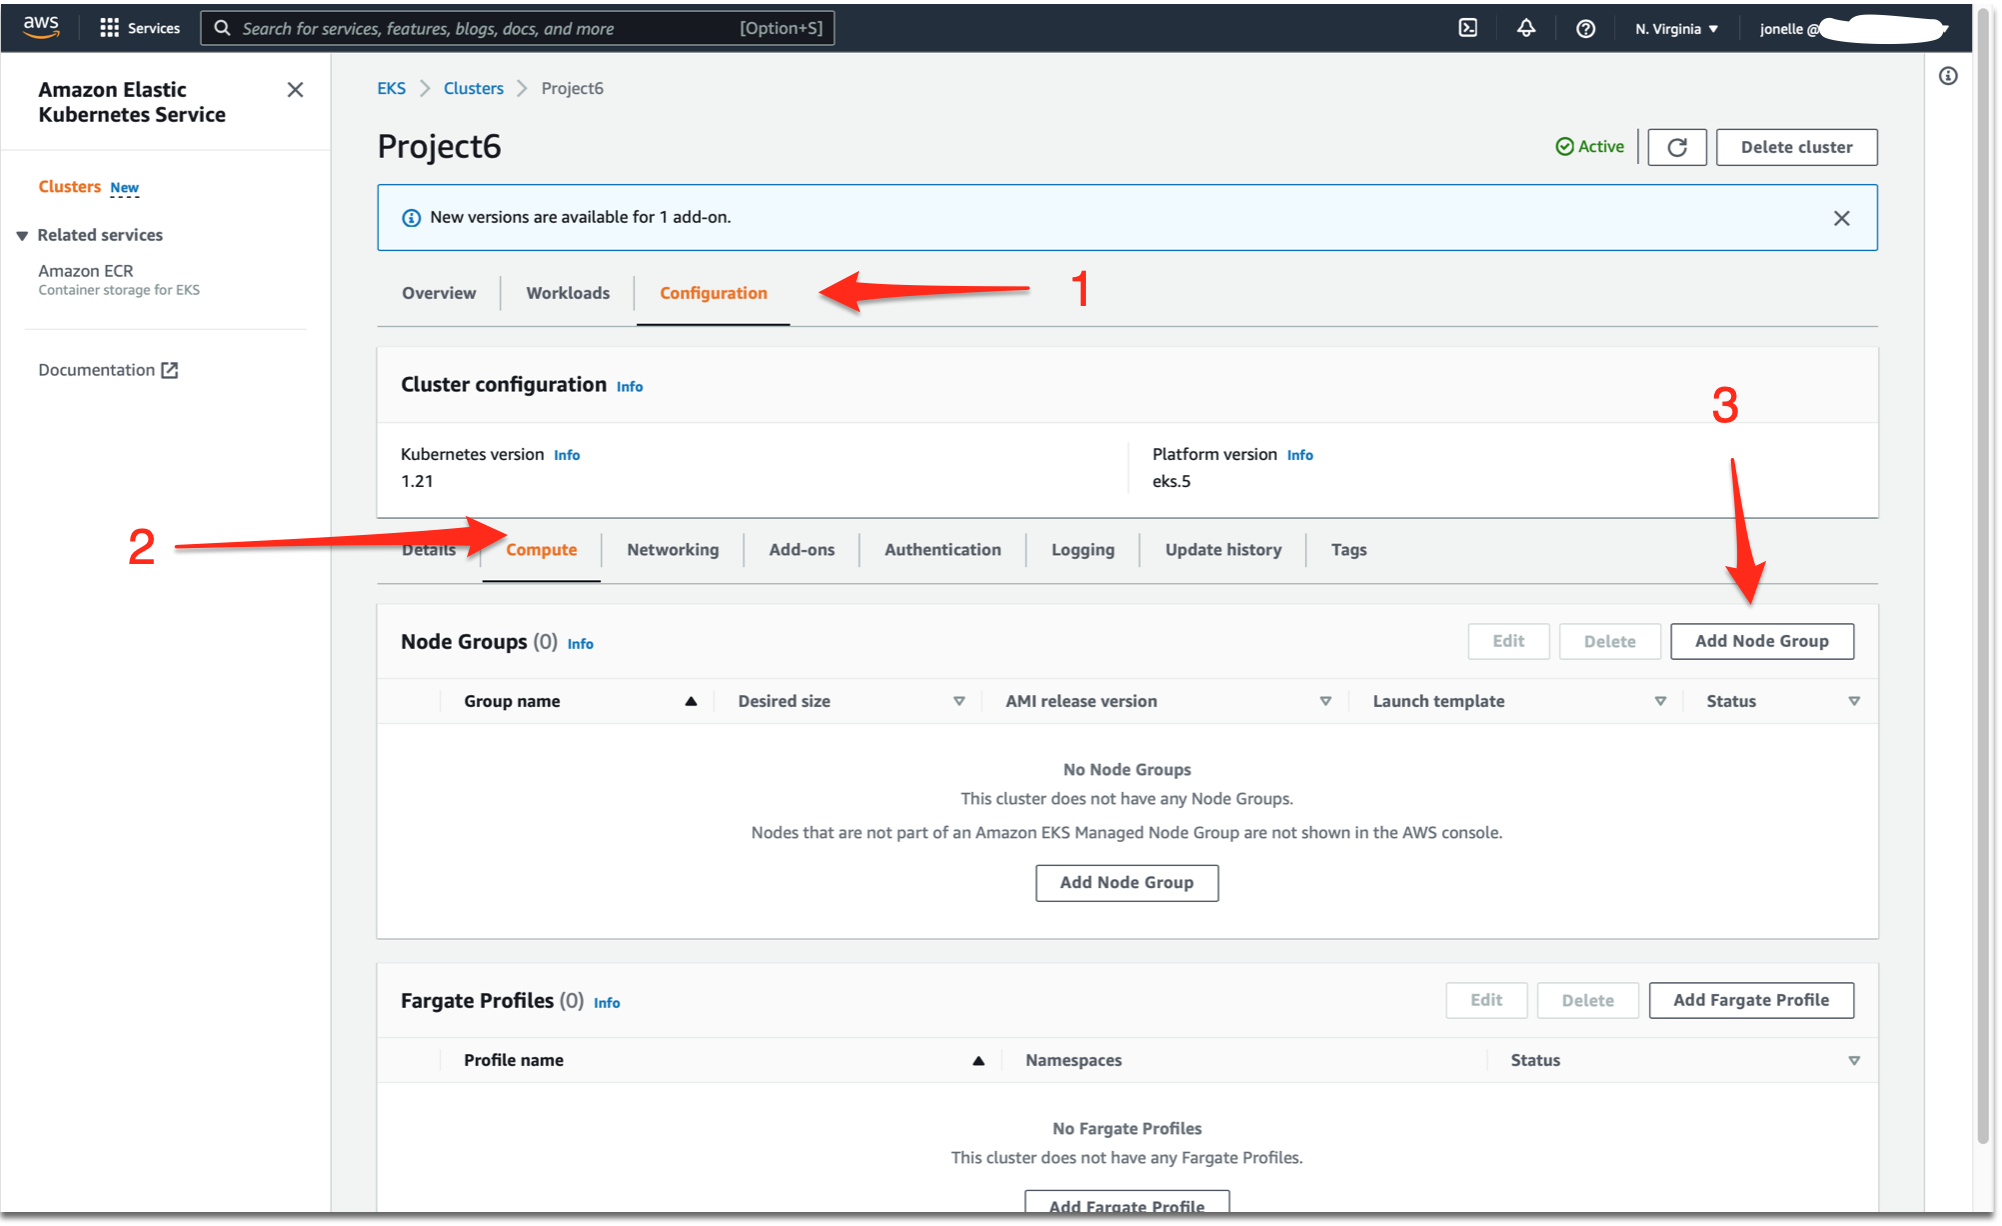 aws
Services
Search for services, features, blogs, docs, and more [Option+S]
N. Virginia
jonelle @
Amazon Elastic
Kubernetes Service
Clusters New
Related services
Amazon ECR
Container storage for EKS
Documentation
EKS Clusters Project6
Project6
Active
Delete cluster
New versions are available for 1 add-on.
Overview Workloads Configuration
1
Cluster configuration Info
Kubernetes version Info
1.21
Platform version Info
eks.5
3
2
Details Compute Networking Add-ons Authentication Logging Update history Tags
Node Groups (0) Info
Edit Delete Add Node Group
Group name Desired size AMI release version Launch template Status
No Node Groups
This cluster does not have any Node Groups.
Nodes that are not part of an Amazon EKS Managed Node Group are not shown in the AWS console.
Add Node Group
Fargate Profiles (0) Info
Edit Delete Add Fargate Profile
Profile name Namespaces Status
No Fargate Profiles
This cluster does not have any Fargate Profiles.
Add Fargate Profile